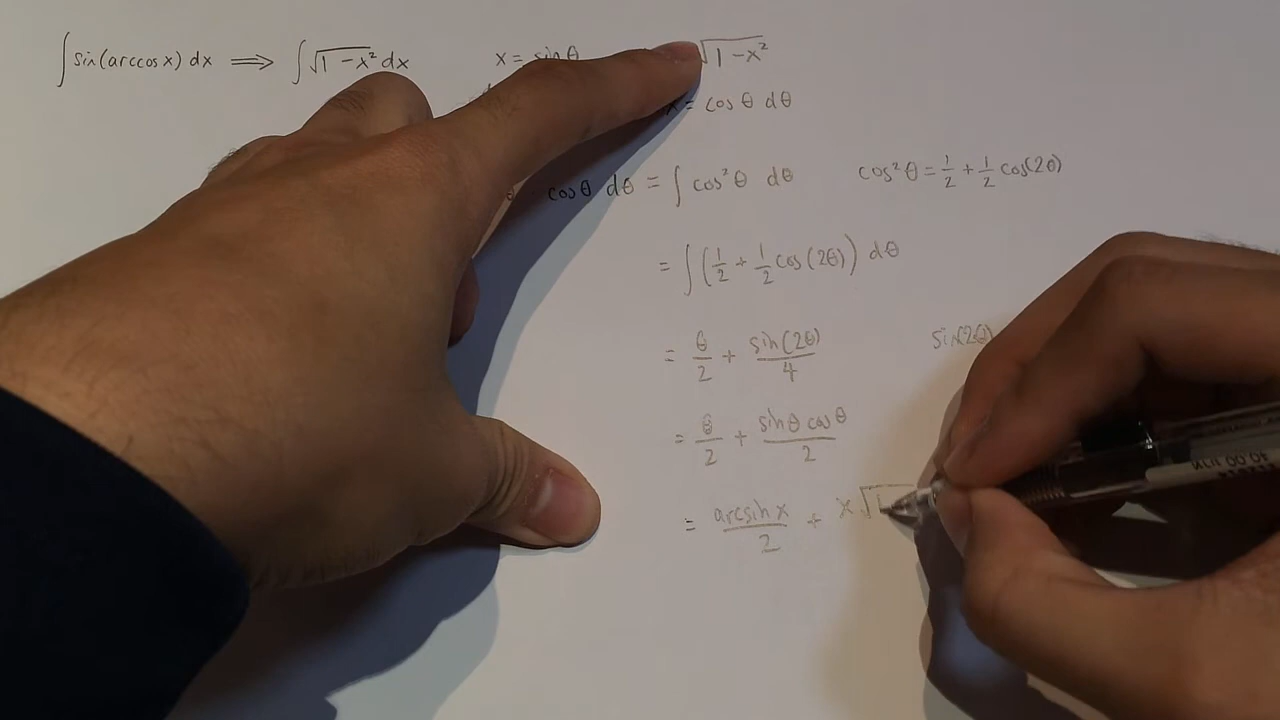 ∫ sin(arccos x) dx ⟹ ∫ √(1 − x²) dx x = sin θ √(1 − x²)
= cos θ dθ
cos θ dθ = ∫ cos² θ dθ cos² θ = 1/2 + 1/2 cos(2θ)
= ∫ (1/2 + 1/2 cos(2θ)) dθ
= θ/2 + sin(2θ)/4 sin(2θ)
= θ/2 + sin θ cos θ/2
= arcsin x/2 + x√1